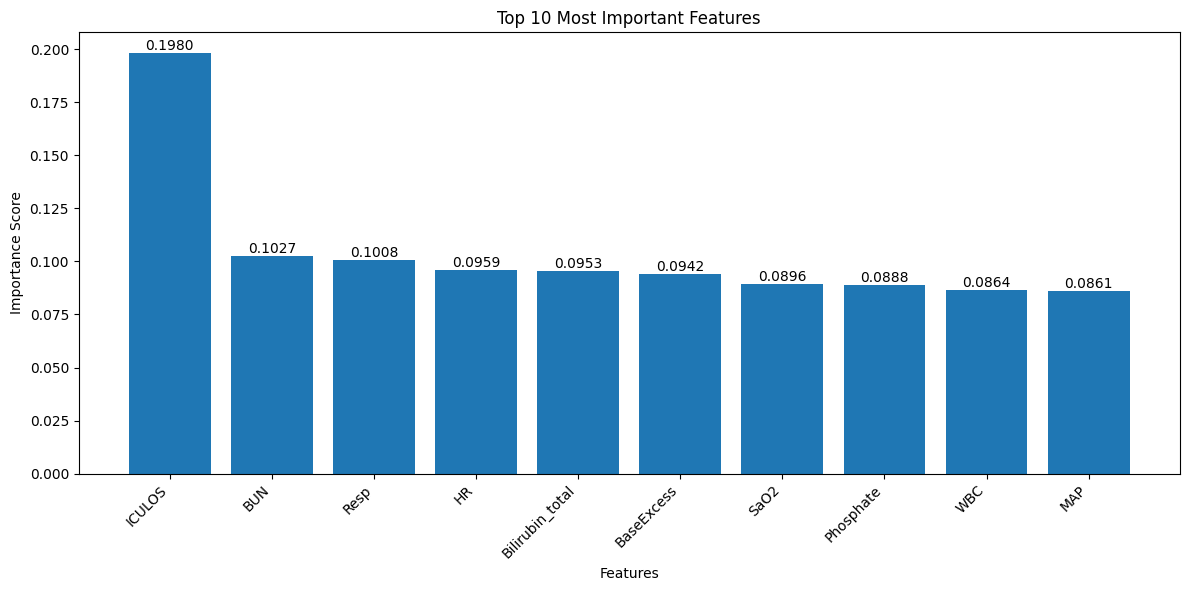 Top 10 Most Important Features
Importance Score
0.200
0.175
0.150
0.125
0.100
0.075
0.050
0.025
0.000
0.1980
0.1027
0.1008
0.0959
0.0953
0.0942
0.0896
0.0888
0.0864
0.0861
ICULOS
BUN
Resp
HR
Bilirubin_total
BaseExcess
SaO2
Phosphate
WBC
MAP
Features